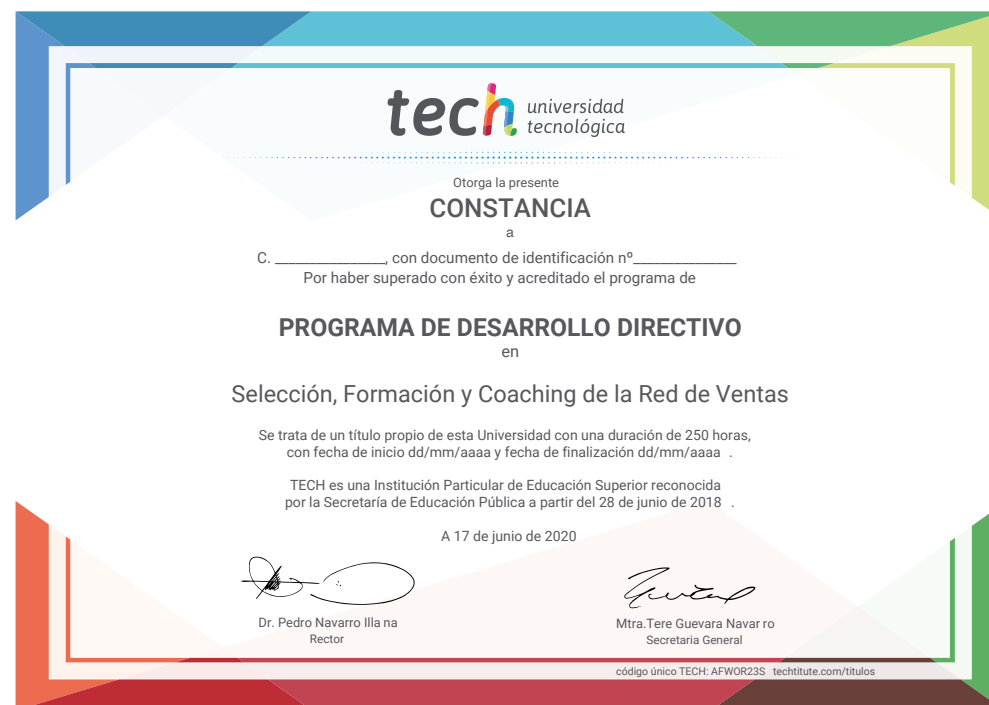 tech universidad
tecnológica
Otorga la presente
CONSTANCIA
a
C. ________________, con documento de identificación nº_______________
Por haber superado con éxito y acreditado el programa de
PROGRAMA DE DESARROLLO DIRECTIVO
en
Selección, Formación y Coaching de la Red de Ventas
Se trata de un título propio de esta Universidad con una duración de 250 horas,
con fecha de inicio dd/mm/aaaa y fecha de finalización dd/mm/aaaa .
TECH es una Institución Particular de Educación Superior reconocida
por la Secretaría de Educación Pública a partir del 28 de junio de 2018 .
A 17 de junio de 2020
Dr. Pedro Navarro Illa na
Rector
Mtra.Tere Guevara Navar ro
Secretaria General
código único TECH: AFWOR23S techtitute.com/titulos